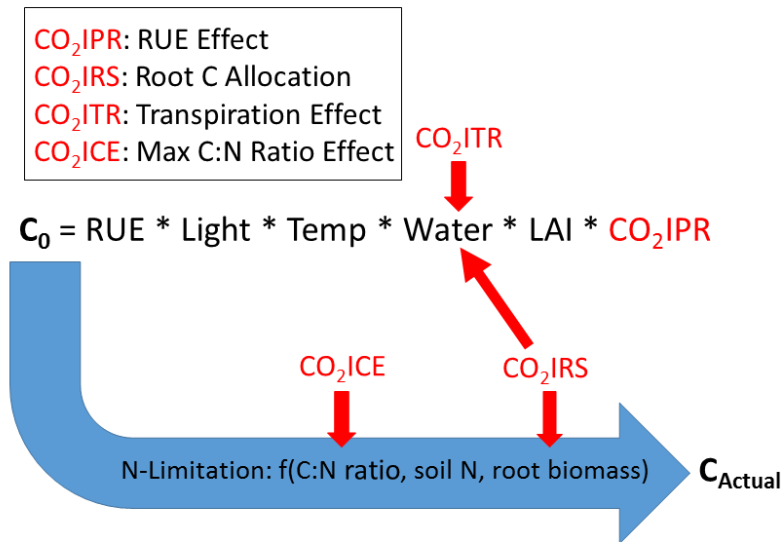 CO₂IPR: RUE Effect
CO₂IRS: Root C Allocation
CO₂ITR: Transpiration Effect
CO₂ICE: Max C:N Ratio Effect
CO₂ITR
C₀ = RUE * Light * Temp * Water * LAI * CO₂IPR
CO₂ICE
CO₂IRS
N-Limitation: f(C:N ratio, soil N, root biomass)
C_Actual